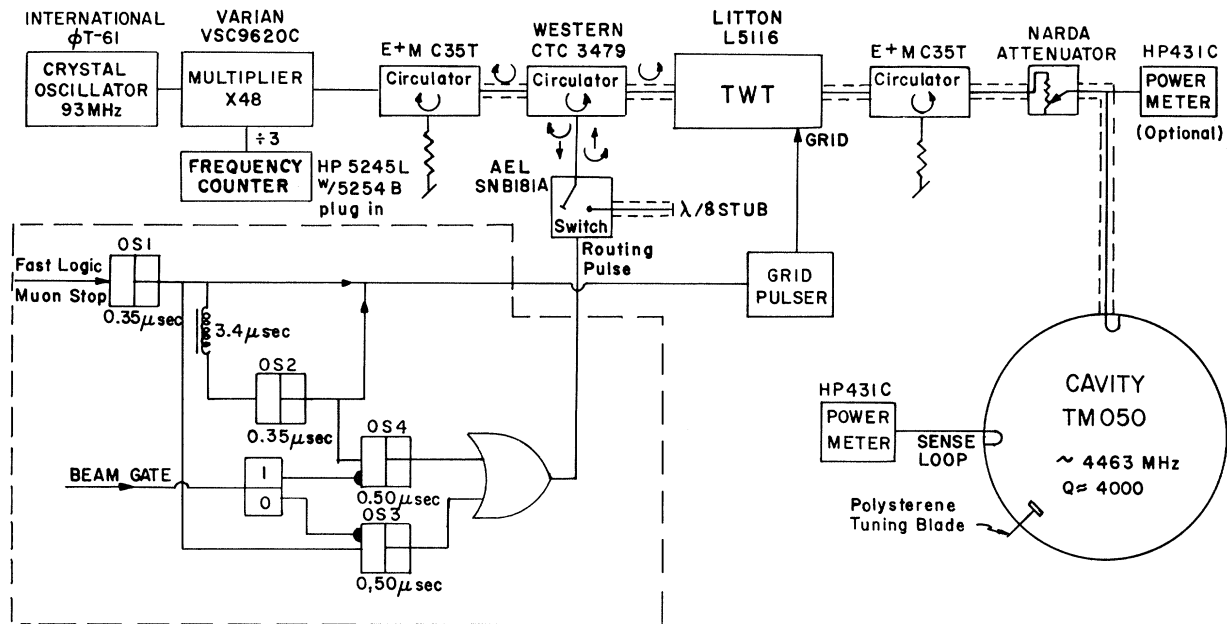 INTERNATIONAL
ΦT-61
CRYSTAL
OSCILLATOR
93MHz
VARIAN
VSC9620C
MULTIPLIER
X48
÷3
FREQUENCY
COUNTER
HP 5245L
W/5254 B
plug in
E+M C35T
Circulator
WESTERN
CTC 3479
Circulator
AEL
SNB181A
Switch
λ/8 STUB
Routing
Pulse
LITTON
L5116
TWT
GRID
GRID
PULSER
E+M C35T
Circulator
NARDA
ATTENUATOR
HP431C
POWER
METER
(Optional)
OS1
Fast Logic
Muon Stop
0.35μsec
3.4μsec
OS2
0.35μsec
OS4
0.50μsec
BEAM GATE
1
0
OS3
0,50μsec
HP431C
POWER
METER
SENSE
LOOP
CAVITY
TM050
~ 4463 MHz
Q≈ 4000
Polysterene
Tuning Blade